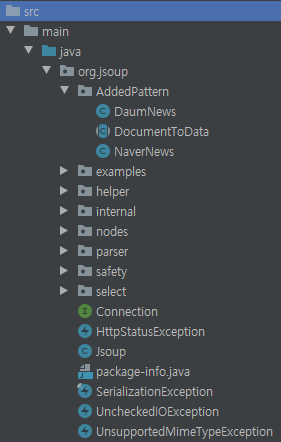 src
main
java
org.jsoup
AddedPattern
DaumNews
DocumentToData
NaverNews
examples
helper
internal
nodes
parser
safety
select
Connection
HttpStatusException
Jsoup
package-info.java
SerializationException
UncheckedIOException
UnsupportedMimeTypeException